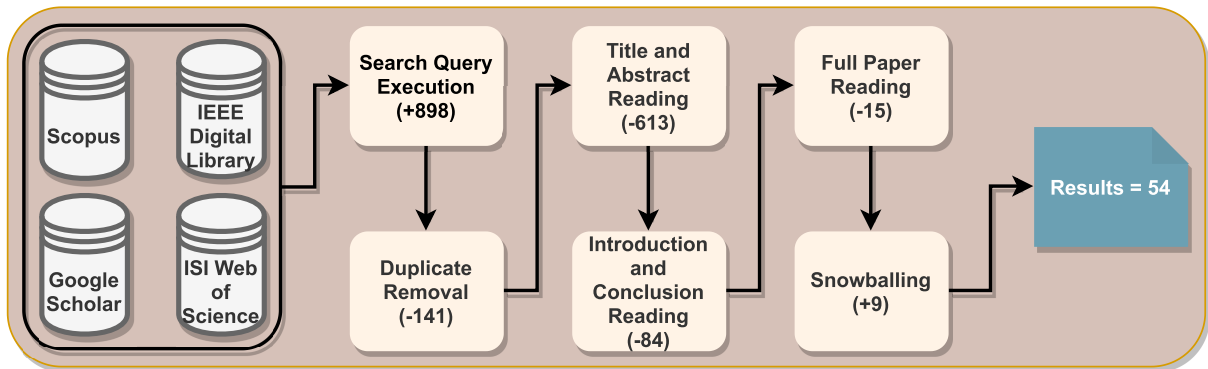 Scopus
IEEE
Digital
Library
Google
Scholar
ISI Web
of
Science
Search Query
Execution
(+898)
Duplicate
Removal
(-141)
Title and
Abstract
Reading
(-613)
Introduction
and
Conclusion
Reading
(-84)
Full Paper
Reading
(-15)
Snowballing
(+9)
Results = 54